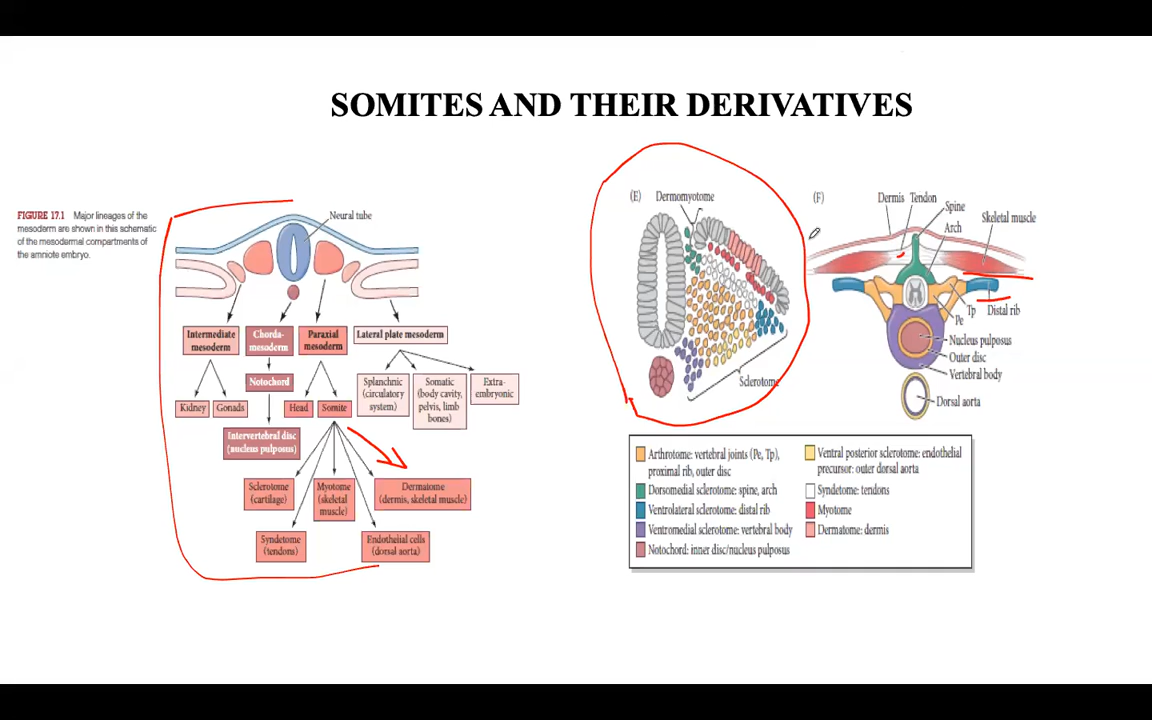 SOMITES AND THEIR DERIVATIVES
FIGURE 17.1 Major lineages of the
mesoderm are shown in this schematic
of the mesodermal compartments of
the amniote embryo.
Neural tube
Intermediate
mesoderm
Chorda-
mesoderm
Paraxial
mesoderm
Lateral plate mesoderm
Notochord
Splanchnic
(circulatory
system)
Somatic
(body cavity,
pelvis, limb
bones)
Extra-
embryonic
Kidney
Gonads
Head
Somite
Intervertebral disc
(nucleus pulposus)
Sclerotome
(cartilage)
Myotome
(skeletal
muscle)
Dermatome
(dermis, skeletal muscle)
Syndetome
(tendons)
Endothelial cells
(dorsal aorta)
(E)
Dermomyotome
Sclerotome
(F)
Dermis
Tendon
Spine
Skeletal muscle
Arch
Tp
Distal rib
Pe
Nucleus pulposus
Outer disc
Vertebral body
Dorsal aorta
Arthrotome: vertebral joints (Pe, Tp),
proximal rib, outer disc
Dorsomedial sclerotome: spine, arch
Ventrolateral sclerotome: distal rib
Ventromedial sclerotome: vertebral body
Notochord: inner disc/nucleus pulposus
Ventral posterior sclerotome: endothelial
precursor: outer dorsal aorta
Syndetome: tendons
Myotome
Dermatome: dermis